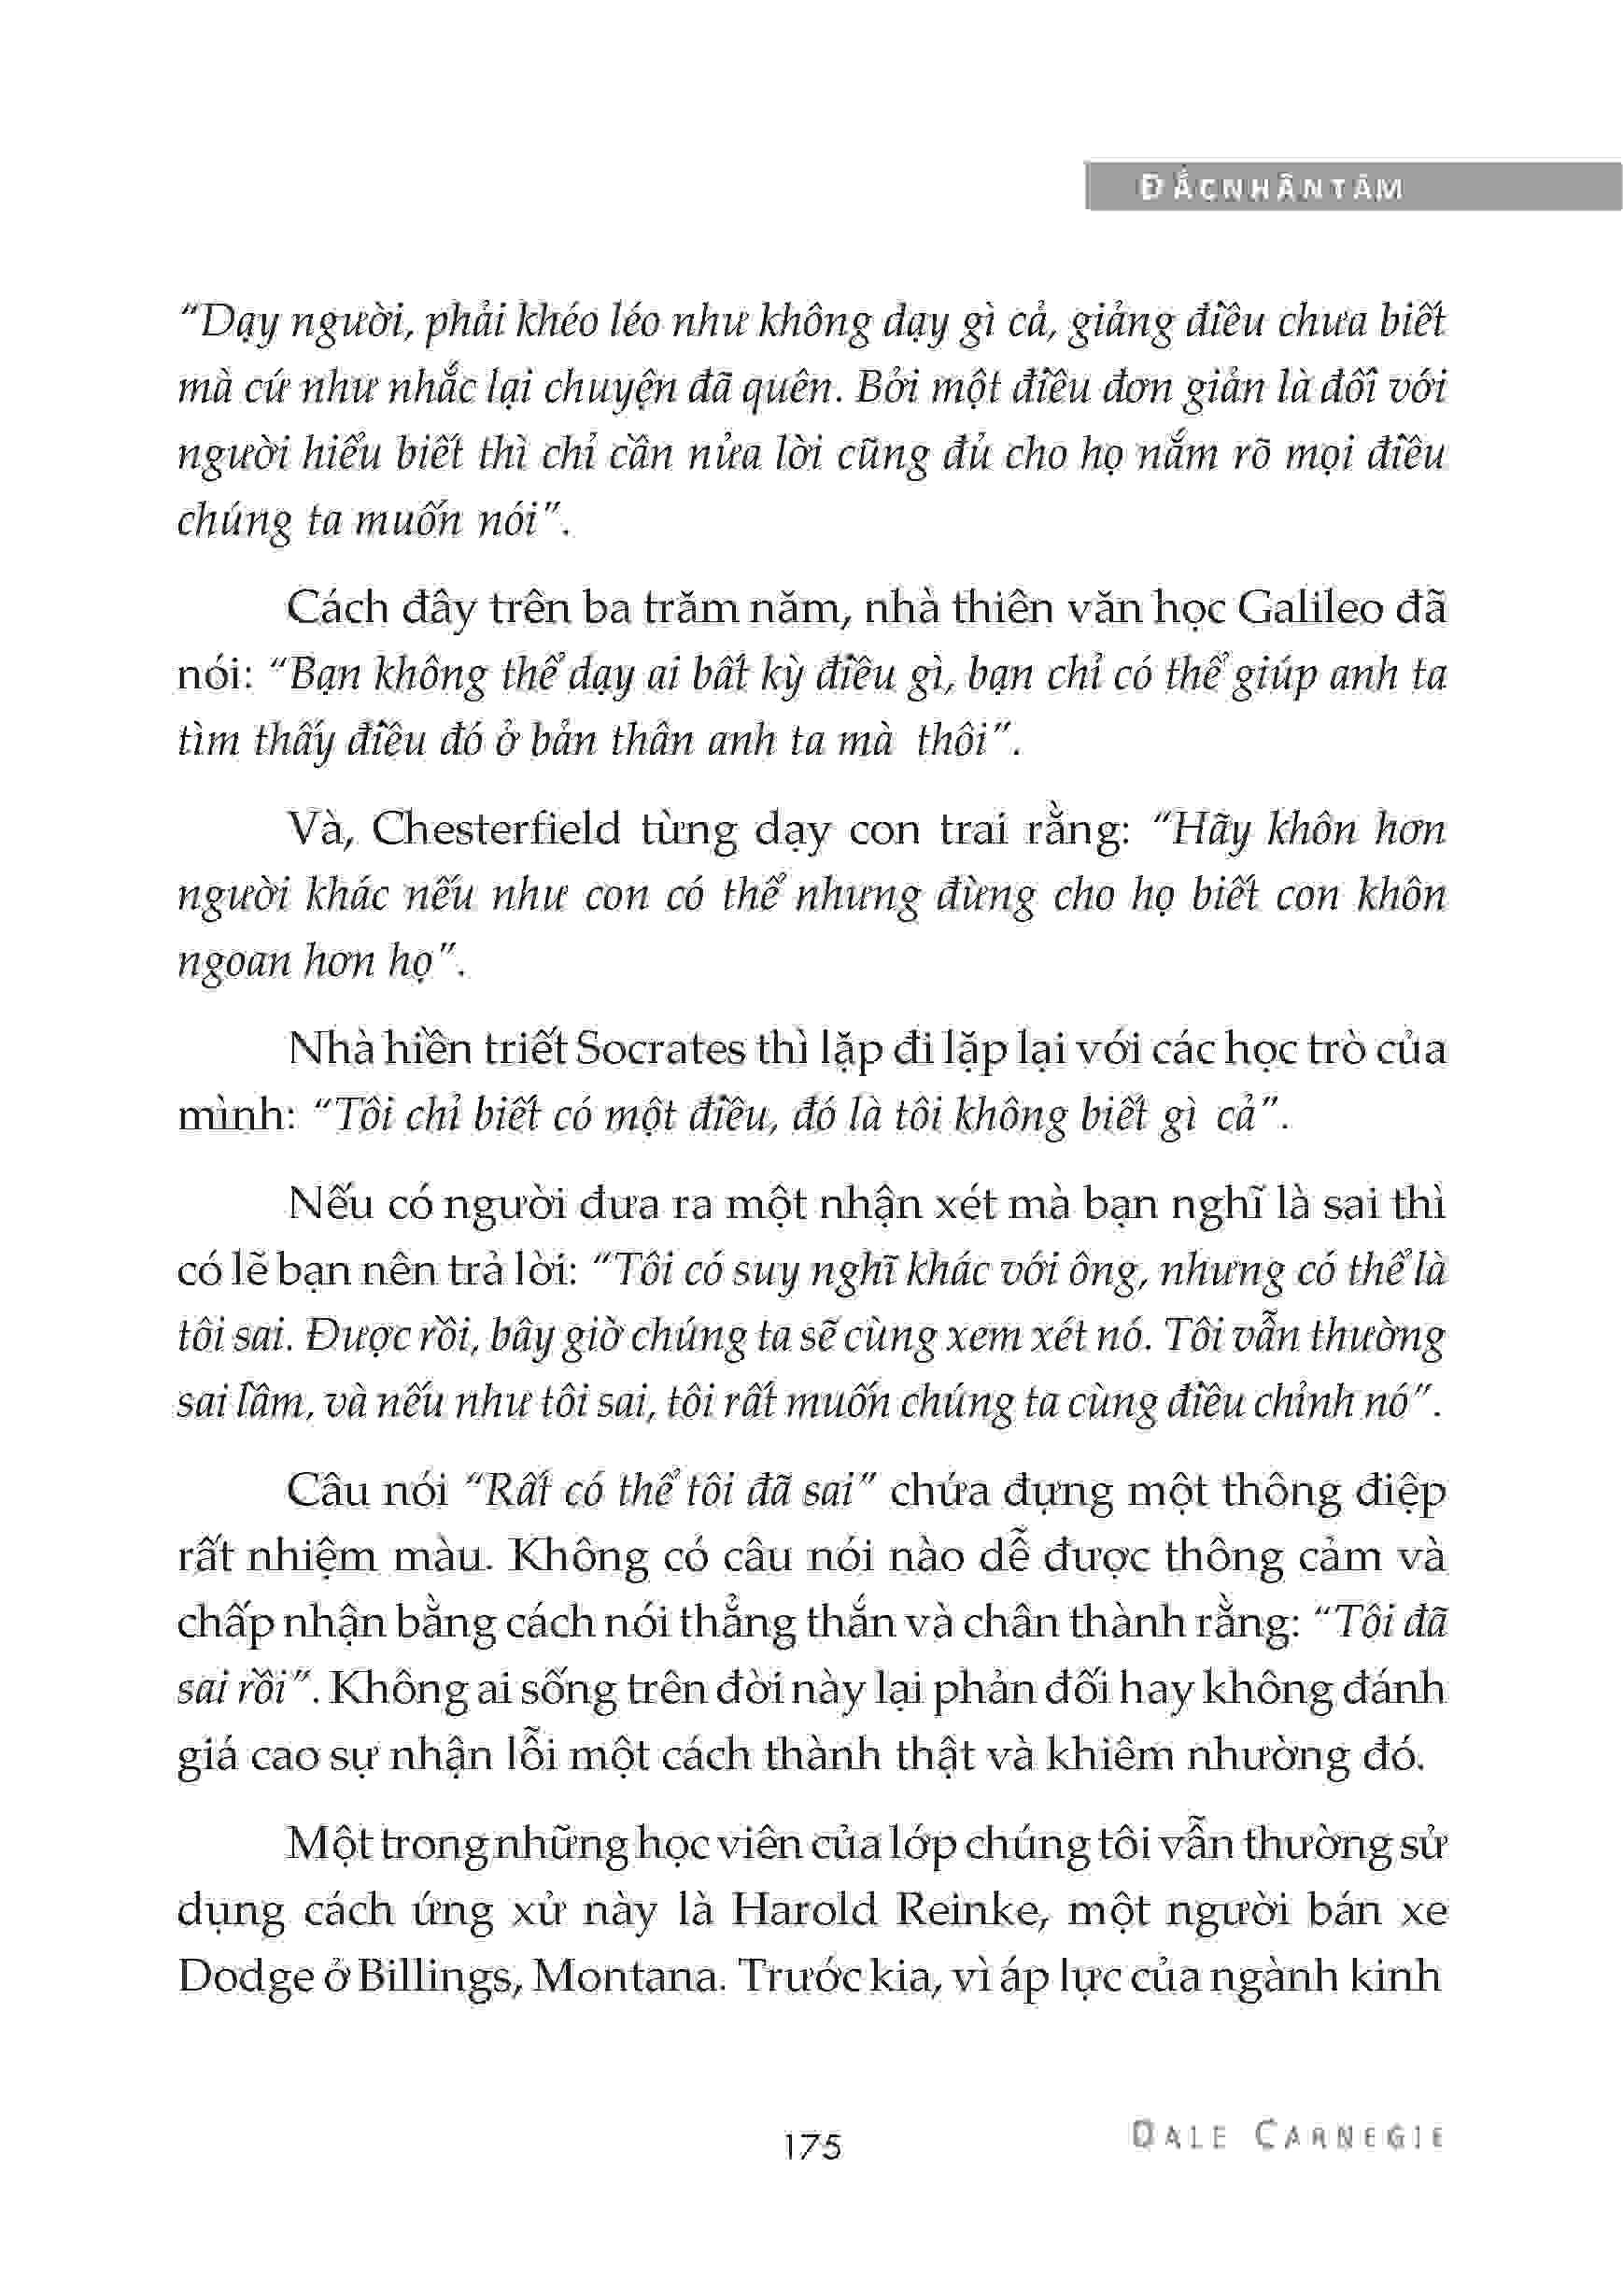 ĐẮCNHÂNTÂM
“Dạy người, phải khéo léo như không dạy gì cả, giảng điều chưa biết
mà cứ như nhắc lại chuyện đã quên. Bởi một điều đơn giản là đối với
người hiểu biết thì chỉ cần nửa lời cũng đủ cho họ nắm rõ mọi điều
chúng ta muốn nói”.
Cách đây trên ba trăm năm, nhà thiên văn học Galileo đã
nói: “Bạn không thể dạy ai bất kỳ điều gì, bạn chỉ có thể giúp anh ta
tìm thấy điều đó ở bản thân anh ta mà thôi”.
Và, Chesterfield từng dạy con trai rằng: “Hãy khôn hơn
người khác nếu như con có thể nhưng đừng cho họ biết con khôn
ngoan hơn họ”.
Nhà hiền triết Socrates thì lặp đi lặp lại với các học trò của
mình: “Tôi chỉ biết có một điều, đó là tôi không biết gì cả”.
Nếu có người đưa ra một nhận xét mà bạn nghĩ là sai thì
có lẽ bạn nên trả lời: “Tôi có suy nghĩ khác với ông, nhưng có thể là
tôi sai. Được rồi, bây giờ chúng ta sẽ cùng xem xét nó. Tôi vẫn thường
sai lầm, và nếu như tôi sai, tôi rất muốn chúng ta cùng điều chỉnh nó”.
Câu nói “Rất có thể tôi đã sai” chứa đựng một thông điệp
rất nhiệm màu. Không có câu nói nào dễ được thông cảm và
chấp nhận bằng cách nói thẳng thắn và chân thành rằng: “Tôi đã
sai rồi”. Không ai sống trên đời này lại phản đối hay không đánh
giá cao sự nhận lỗi một cách thành thật và khiêm nhường đó.
Một trong những học viên của lớp chúng tôi vẫn thường sử
dụng cách ứng xử này là Harold Reinke, một người bán xe
Dodge ở Billings, Montana. Trước kia, vì áp lực của ngành kinh
175
DALE CARNEGIE